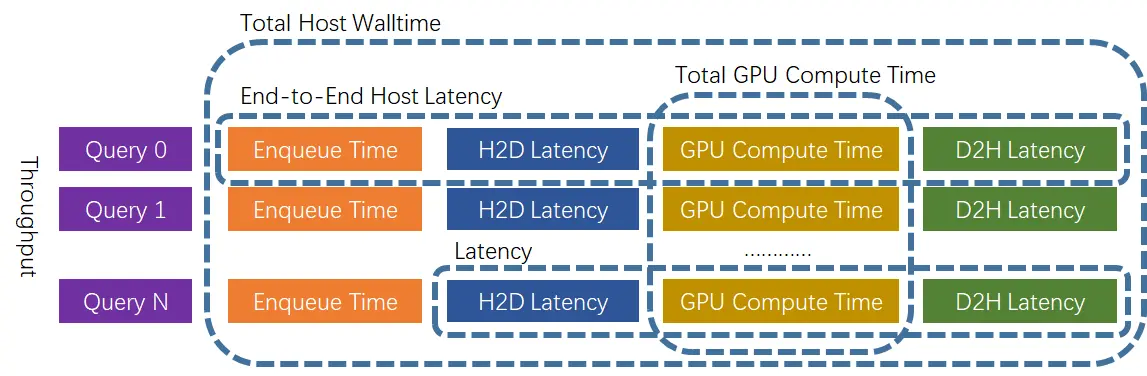 Total Host Walltime
Total GPU Compute Time
End-to-End Host Latency
Throughput
Query 0 Enqueue Time H2D Latency GPU Compute Time D2H Latency
Query 1 Enqueue Time H2D Latency GPU Compute Time D2H Latency
Latency ............
Query N Enqueue Time H2D Latency GPU Compute Time D2H Latency